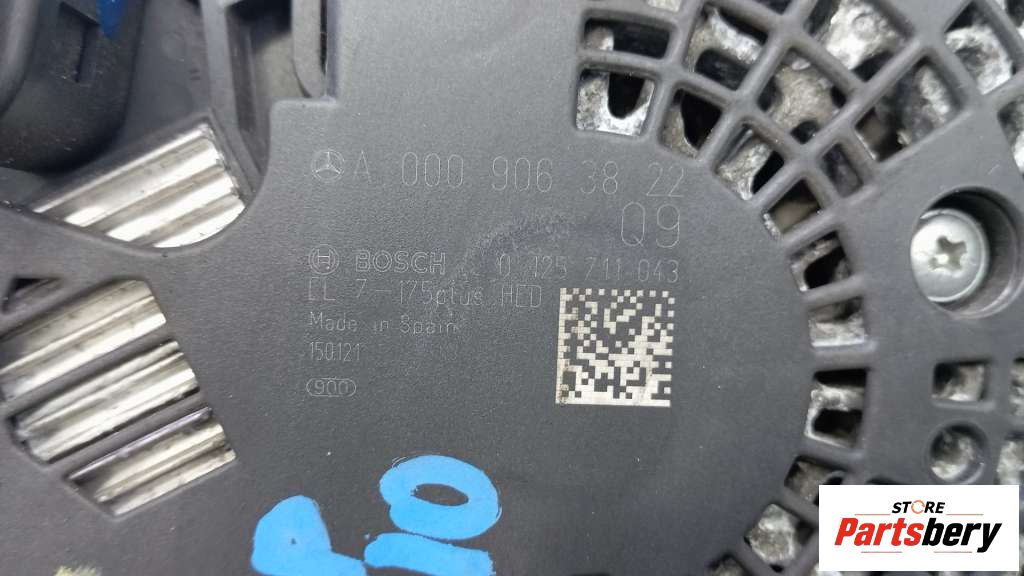 A 000 906 38 22
Q9
BOSCH 0 125 711 043
EL 7-175plus HED
Made in Spain
150121
900
STORE
Partsbery